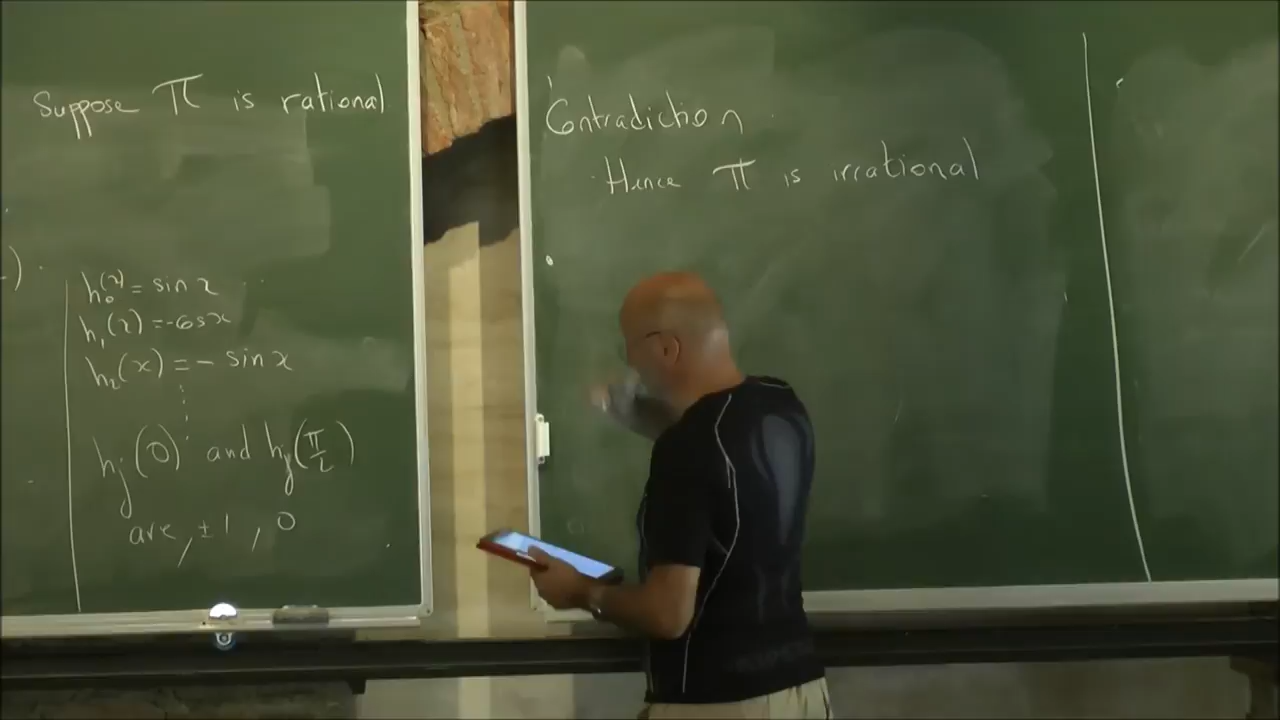 Suppose π is rational
h₀(x) = sin x
h₁(x) = -cos x
h₂(x) = - sin x
⋮
hⱼ(0) and hⱼ(π/2)
are, ±1, 0
Contradiction.
Hence π is irrational